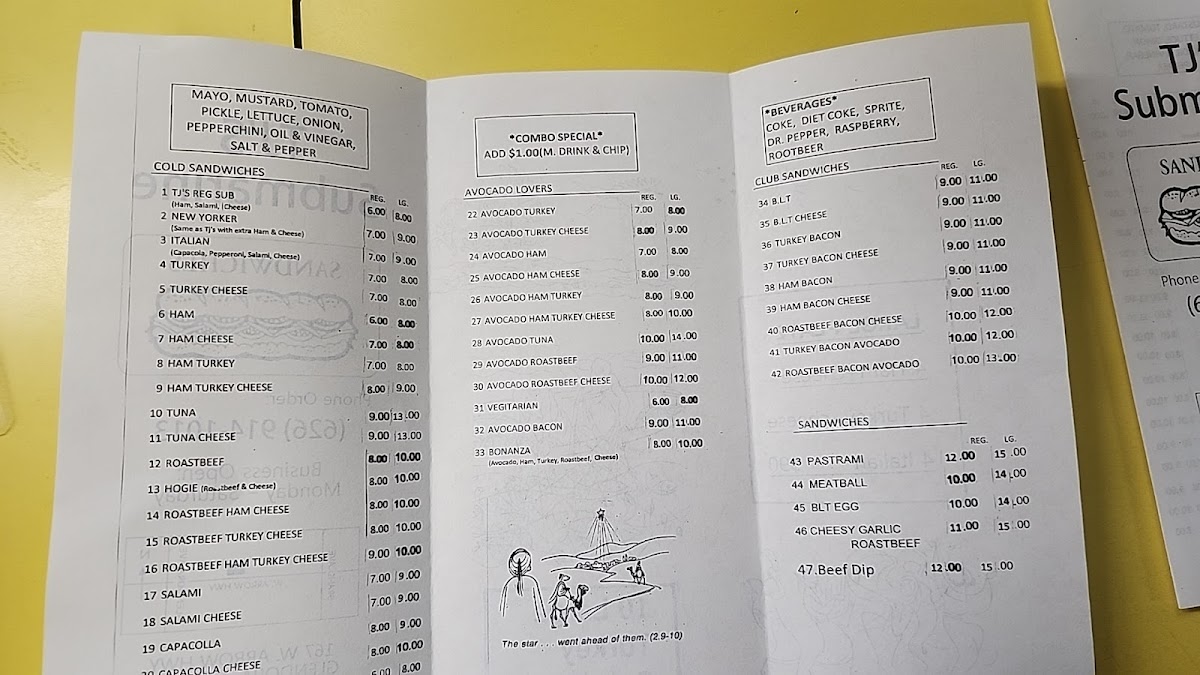 MAYO, MUSTARD, TOMATO,
PICKLE, LETTUCE, ONION,
PEPPERCHINI, OIL & VINEGAR,
SALT & PEPPER
COLD SANDWICHES
REG. LG.
1 TJ'S REG SUB 6.00 8.00
(Ham, Salami, (Cheese)
2 NEW YORKER 7.00 9.00
(Same as Tj's with extra Ham & Cheese)
3 ITALIAN 7.00 9.00
(Capacola, Pepperoni, Salami, Cheese)
4 TURKEY 7.00 8.00
5 TURKEY CHEESE 7.00 8.00
6 HAM 6.00 8.00
7 HAM CHEESE 7.00 8.00
8 HAM TURKEY 7.00 8.00
9 HAM TURKEY CHEESE 8.00 9.00
10 TUNA 9.00 13.00
11 TUNA CHEESE 9.00 13.00
12 ROASTBEEF 8.00 10.00
13 HOGIE (Roastbeef & Cheese) 8.00 10.00
14 ROASTBEEF HAM CHEESE 8.00 10.00
15 ROASTBEEF TURKEY CHEESE 8.00 10.00
16 ROASTBEEF HAM TURKEY CHEESE 9.00 10.00
17 SALAMI 7.00 9.00
18 SALAMI CHEESE 7.00 9.00
19 CAPACOLLA 8.00 9.00
20 CAPACOLLA CHEESE 8.00 10.00
6.00 8.00
*COMBO SPECIAL*
ADD $1.00(M. DRINK & CHIP)
AVOCADO LOVERS
REG. LG.
22 AVOCADO TURKEY 7.00 8.00
23 AVOCADO TURKEY CHEESE 8.00 9.00
24 AVOCADO HAM 7.00 8.00
25 AVOCADO HAM CHEESE 8.00 9.00
26 AVOCADO HAM TURKEY 8.00 9.00
27 AVOCADO HAM TURKEY CHEESE 8.00 10.00
28 AVOCADO TUNA 10.00 14.00
29 AVOCADO ROASTBEEF 9.00 11.00
30 AVOCADO ROASTBEEF CHEESE 10.00 12.00
31 VEGITARIAN 6.00 8.00
32 AVOCADO BACON 9.00 11.00
33 BONANZA 8.00 10.00
(Avocado, Ham, Turkey, Roastbeef, Cheese)
The star . . . went ahead of them. (2.9-10)
*BEVERAGES*
COKE, DIET COKE, SPRITE,
DR. PEPPER, RASPBERRY,
ROOTBEER
CLUB SANDWICHES
REG. LG.
34 B.L.T 9.00 11.00
35 B.L.T CHEESE 9.00 11.00
36 TURKEY BACON 9.00 11.00
37 TURKEY BACON CHEESE 9.00 11.00
38 HAM BACON 9.00 11.00
39 HAM BACON CHEESE 9.00 11.00
40 ROASTBEEF BACON CHEESE 10.00 12.00
41 TURKEY BACON AVOCADO 10.00 12.00
42 ROASTBEEF BACON AVOCADO 10.00 13.00
SANDWICHES
REG. LG.
43 PASTRAMI 12.00 15.00
44 MEATBALL 10.00 14.00
45 BLT EGG 10.00 14.00
46 CHEESY GARLIC 11.00 15.00
ROASTBEEF
47.Beef Dip 12.00 15.00
TJ'
Subm
SAN
Phone
(6